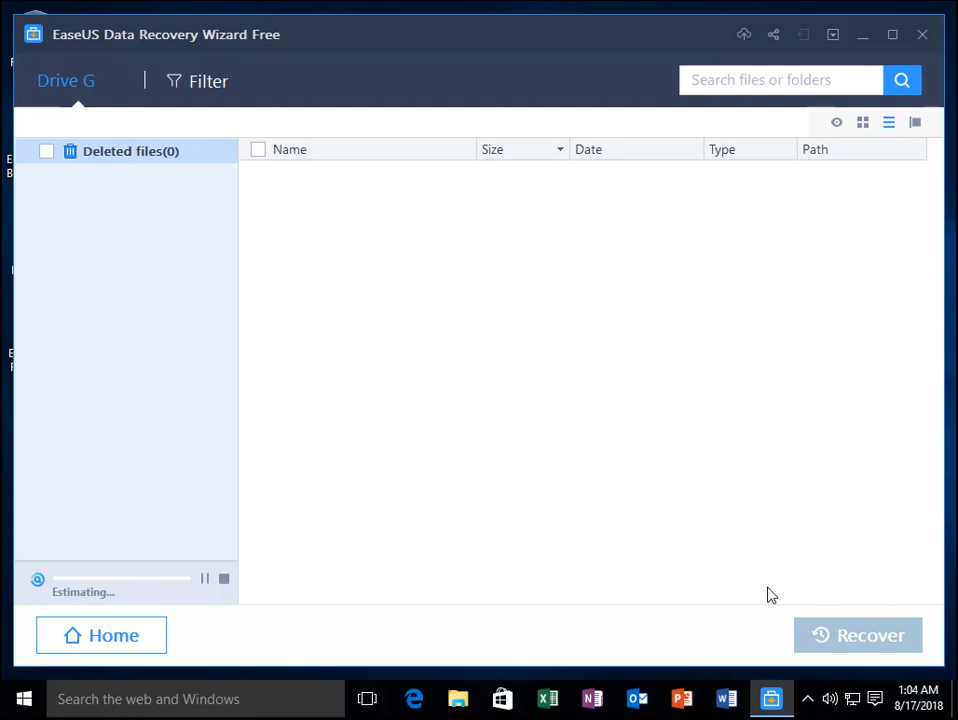 EaseUS Data Recovery Wizard Free
Drive G
Filter
Search files or folders
Deleted files(0)
Name
Size
Date
Type
Path
Estimating...
Home
Recover
Search the web and Windows
1:04 AM
8/17/2018